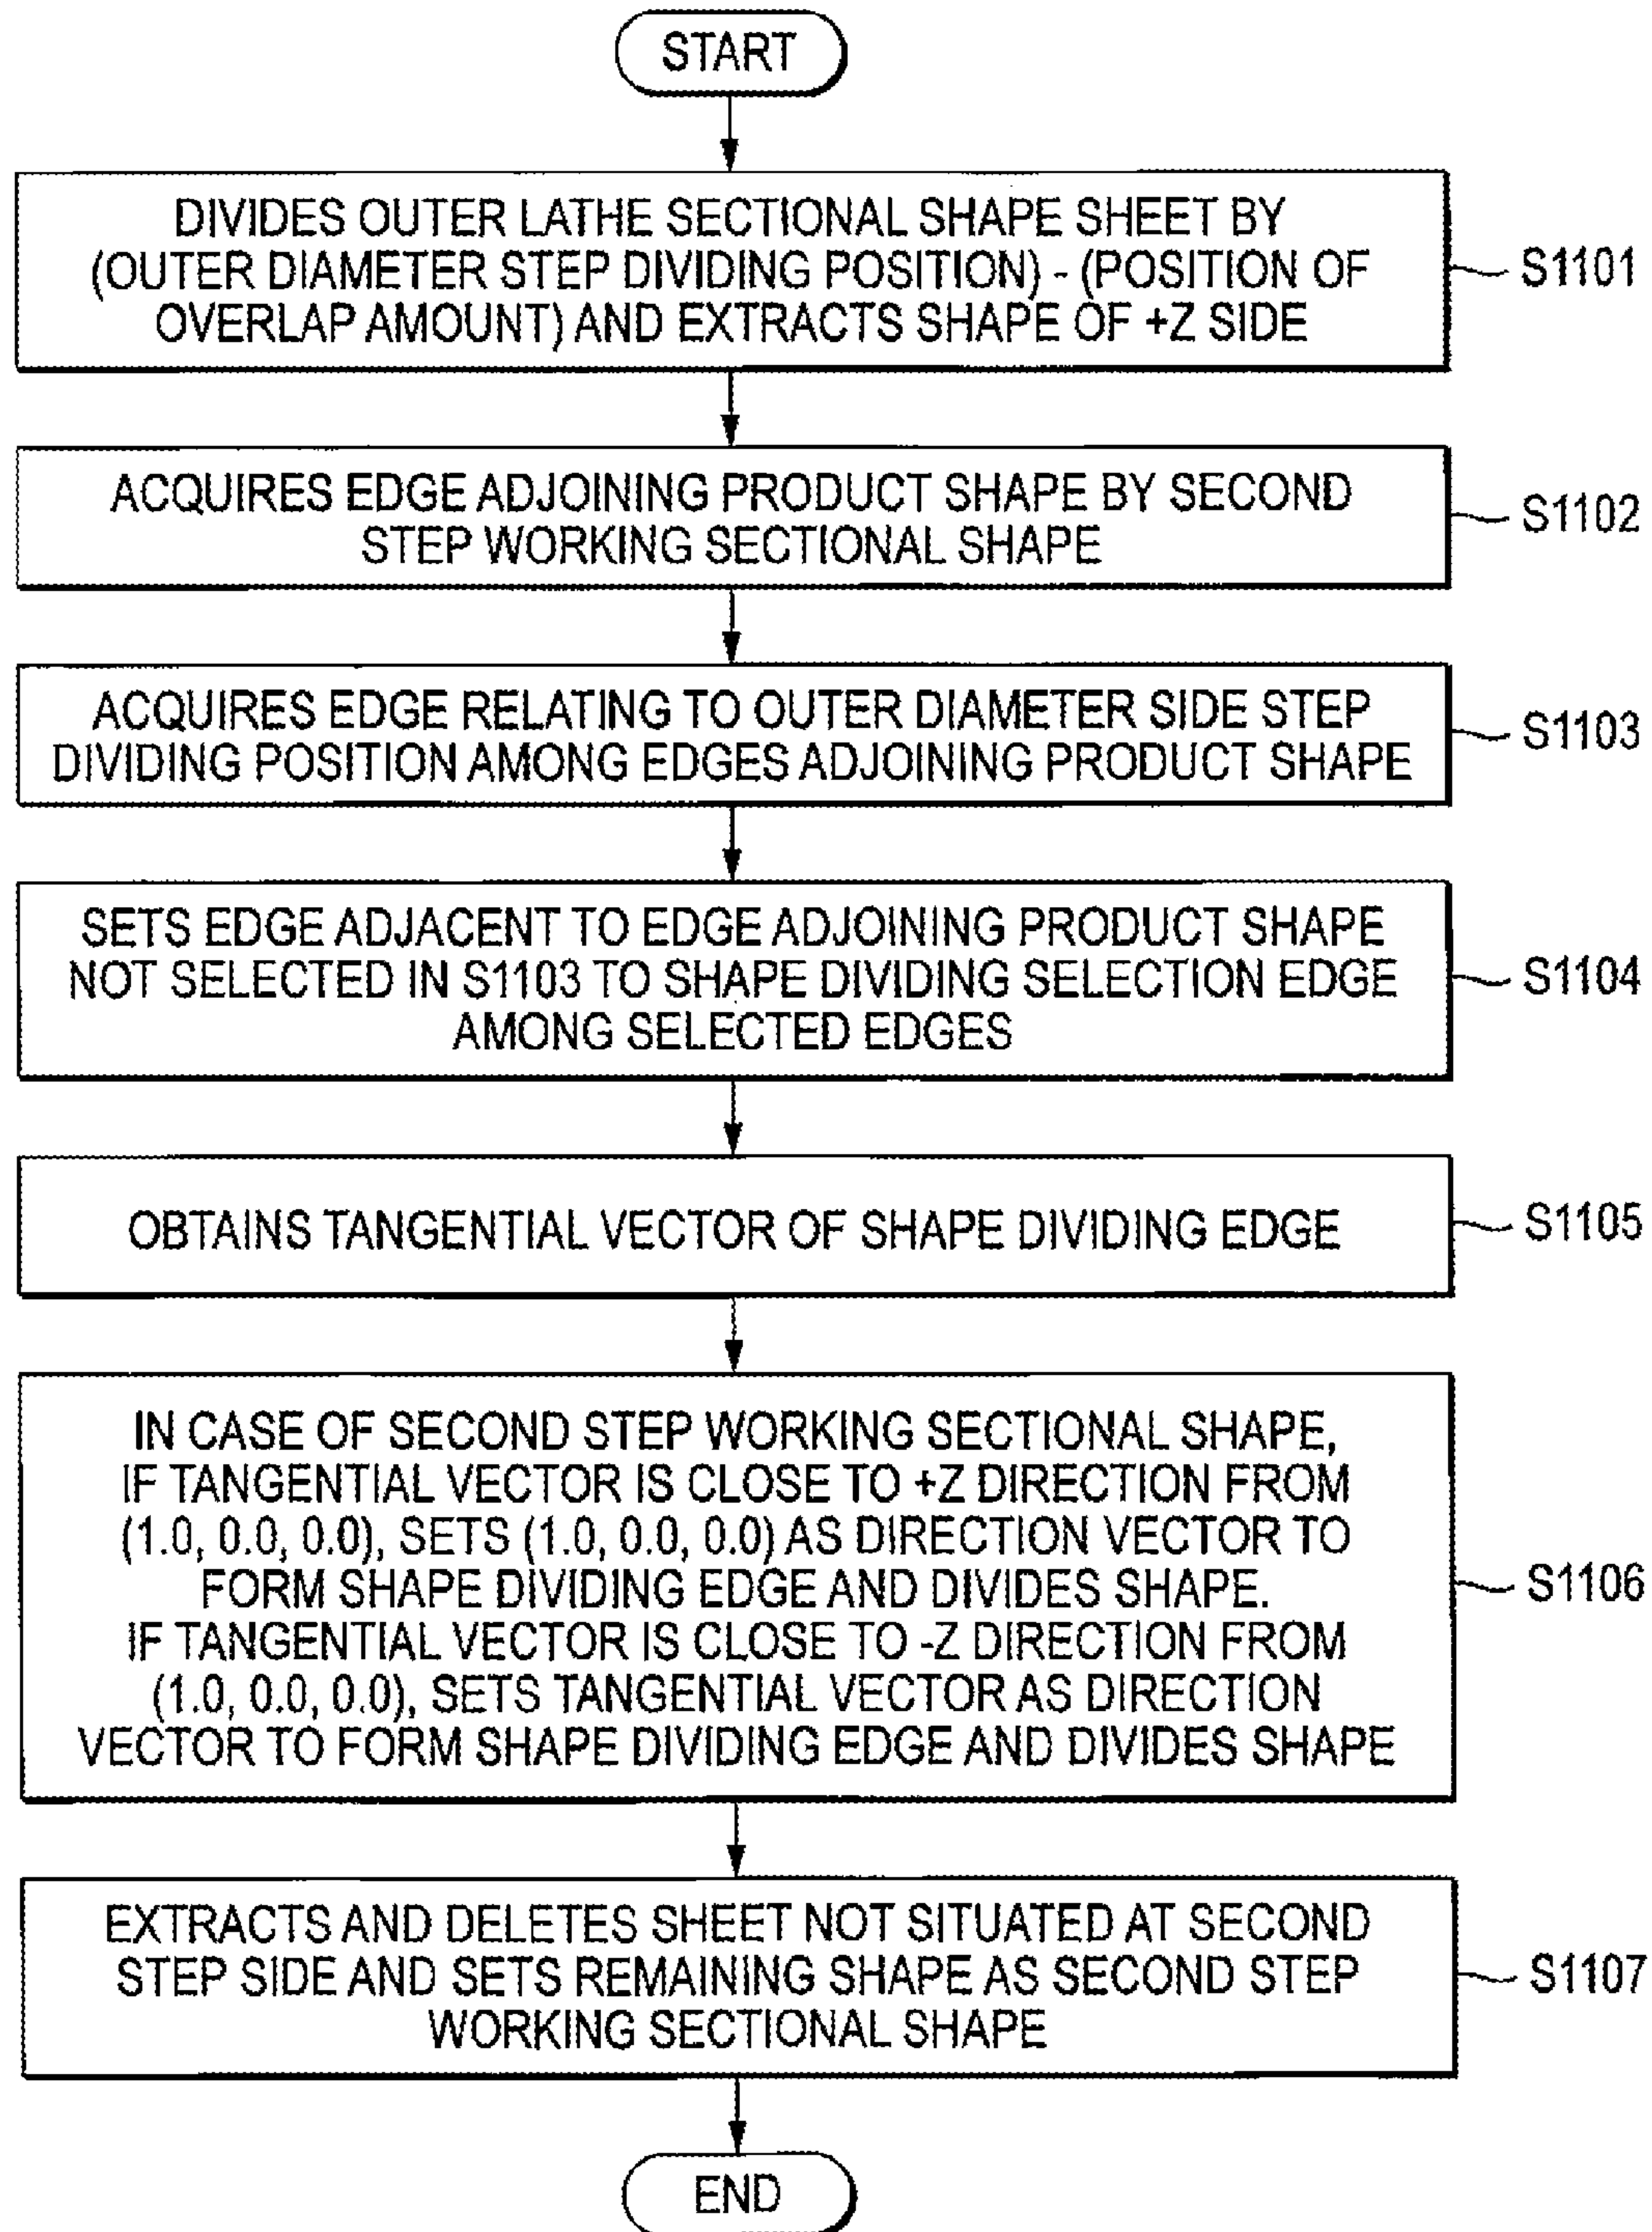 START
DIVIDES OUTER LATHE SECTIONAL SHAPE SHEET BY
(OUTER DIAMETER STEP DIVIDING POSITION) - (POSITION OF
OVERLAP AMOUNT) AND EXTRACTS SHAPE OF +Z SIDE
S1101
ACQUIRES EDGE ADJOINING PRODUCT SHAPE BY SECOND
STEP WORKING SECTIONAL SHAPE
S1102
ACQUIRES EDGE RELATING TO OUTER DIAMETER SIDE STEP
DIVIDING POSITION AMONG EDGES ADJOINING PRODUCT SHAPE
S1103
SETS EDGE ADJACENT TO EDGE ADJOINING PRODUCT SHAPE
NOT SELECTED IN S1103 TO SHAPE DIVIDING SELECTION EDGE
AMONG SELECTED EDGES
S1104
OBTAINS TANGENTIAL VECTOR OF SHAPE DIVIDING EDGE
S1105
IN CASE OF SECOND STEP WORKING SECTIONAL SHAPE,
IF TANGENTIAL VECTOR IS CLOSE TO +Z DIRECTION FROM
(1.0, 0.0, 0.0), SETS (1.0, 0.0, 0.0) AS DIRECTION VECTOR TO
FORM SHAPE DIVIDING EDGE AND DIVIDES SHAPE.
IF TANGENTIAL VECTOR IS CLOSE TO -Z DIRECTION FROM
(1.0, 0.0, 0.0), SETS TANGENTIAL VECTOR AS DIRECTION
VECTOR TO FORM SHAPE DIVIDING EDGE AND DIVIDES SHAPE
S1106
EXTRACTS AND DELETES SHEET NOT SITUATED AT SECOND
STEP SIDE AND SETS REMAINING SHAPE AS SECOND STEP
WORKING SECTIONAL SHAPE
S1107
END